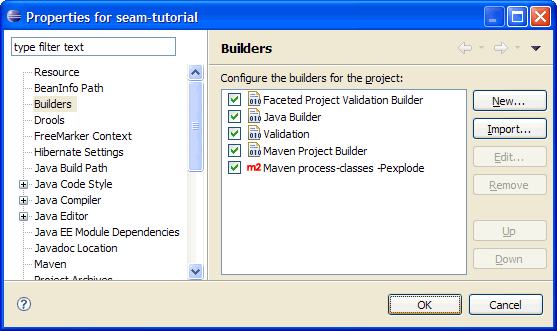 Properties for seam-tutorial
type filter text
Resource
BeanInfo Path
Builders
Drools
FreeMarker Context
Hibernate Settings
Java Build Path
Java Code Style
Java Compiler
Java Editor
Java EE Module Dependencies
Javadoc Location
Maven
Project Archives
Builders
Configure the builders for the project:
Faceted Project Validation Builder
Java Builder
Validation
Maven Project Builder
m2 Maven process-classes -Pexplode
New...
Import...
Edit...
Remove
Up
Down
?
OK
Cancel